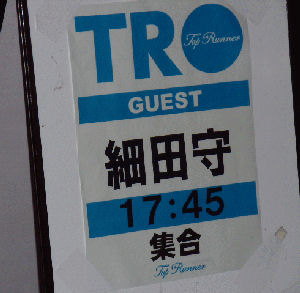 TRO
Top Runner
GUEST
細田守
17:45
集合
Top Runner